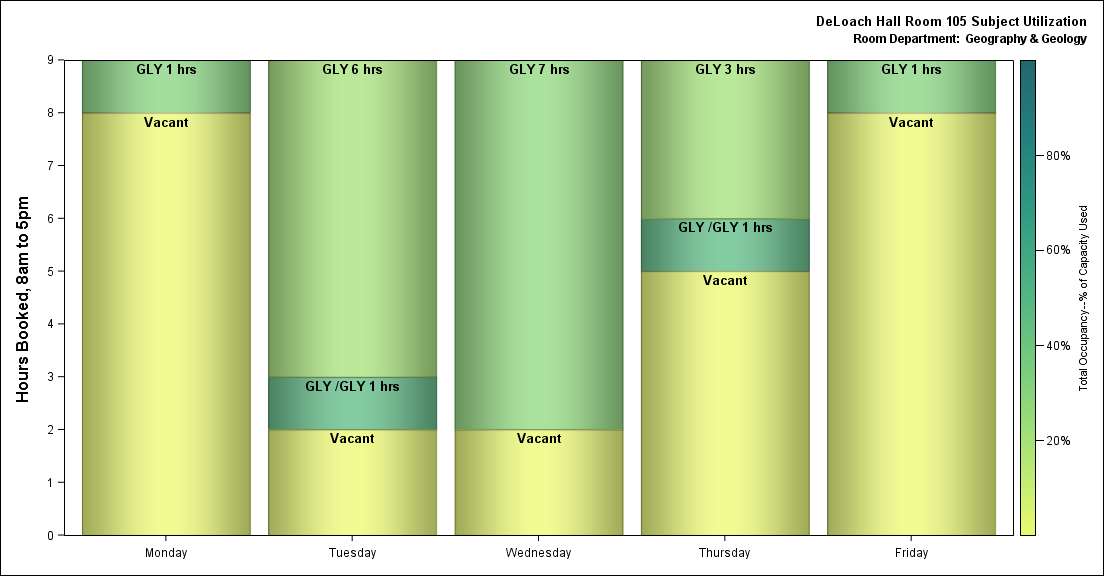 DeLoach Hall Room 105 Subject Utilization
Room Department:  Geography & Geology
Hours Booked, 8am to 5pm
9
8
7
6
5
4
3
2
1
0
GLY 1 hrs
Vacant
GLY 6 hrs
GLY /GLY 1 hrs
Vacant
GLY 7 hrs
Vacant
GLY 3 hrs
GLY /GLY 1 hrs
Vacant
GLY 1 hrs
Vacant
Monday
Tuesday
Wednesday
Thursday
Friday
80%
60%
40%
20%
Total Occupancy--% of Capacity Used